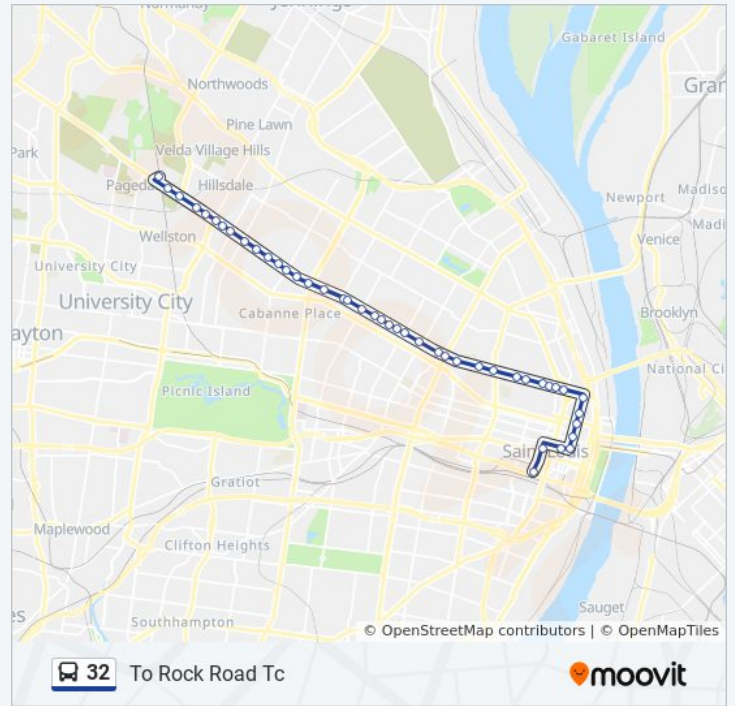 Northwoods
Gabaret Island
Pine Lawn
Velda Village Hills
Park
Pageda
Hillsdale
Newport
Madiso
Madi
Wellston
Venice
University City
University City
Cabanne Place
Brooklyn
ayton
National Ci
Picnic Island
Saint Louis
Gratiot
Maplewood
Clifton Heights
es
Southhampton
Sauget
© OpenStreetMap contributors | © OpenMapTiles
32 To Rock Road Tc
moovit